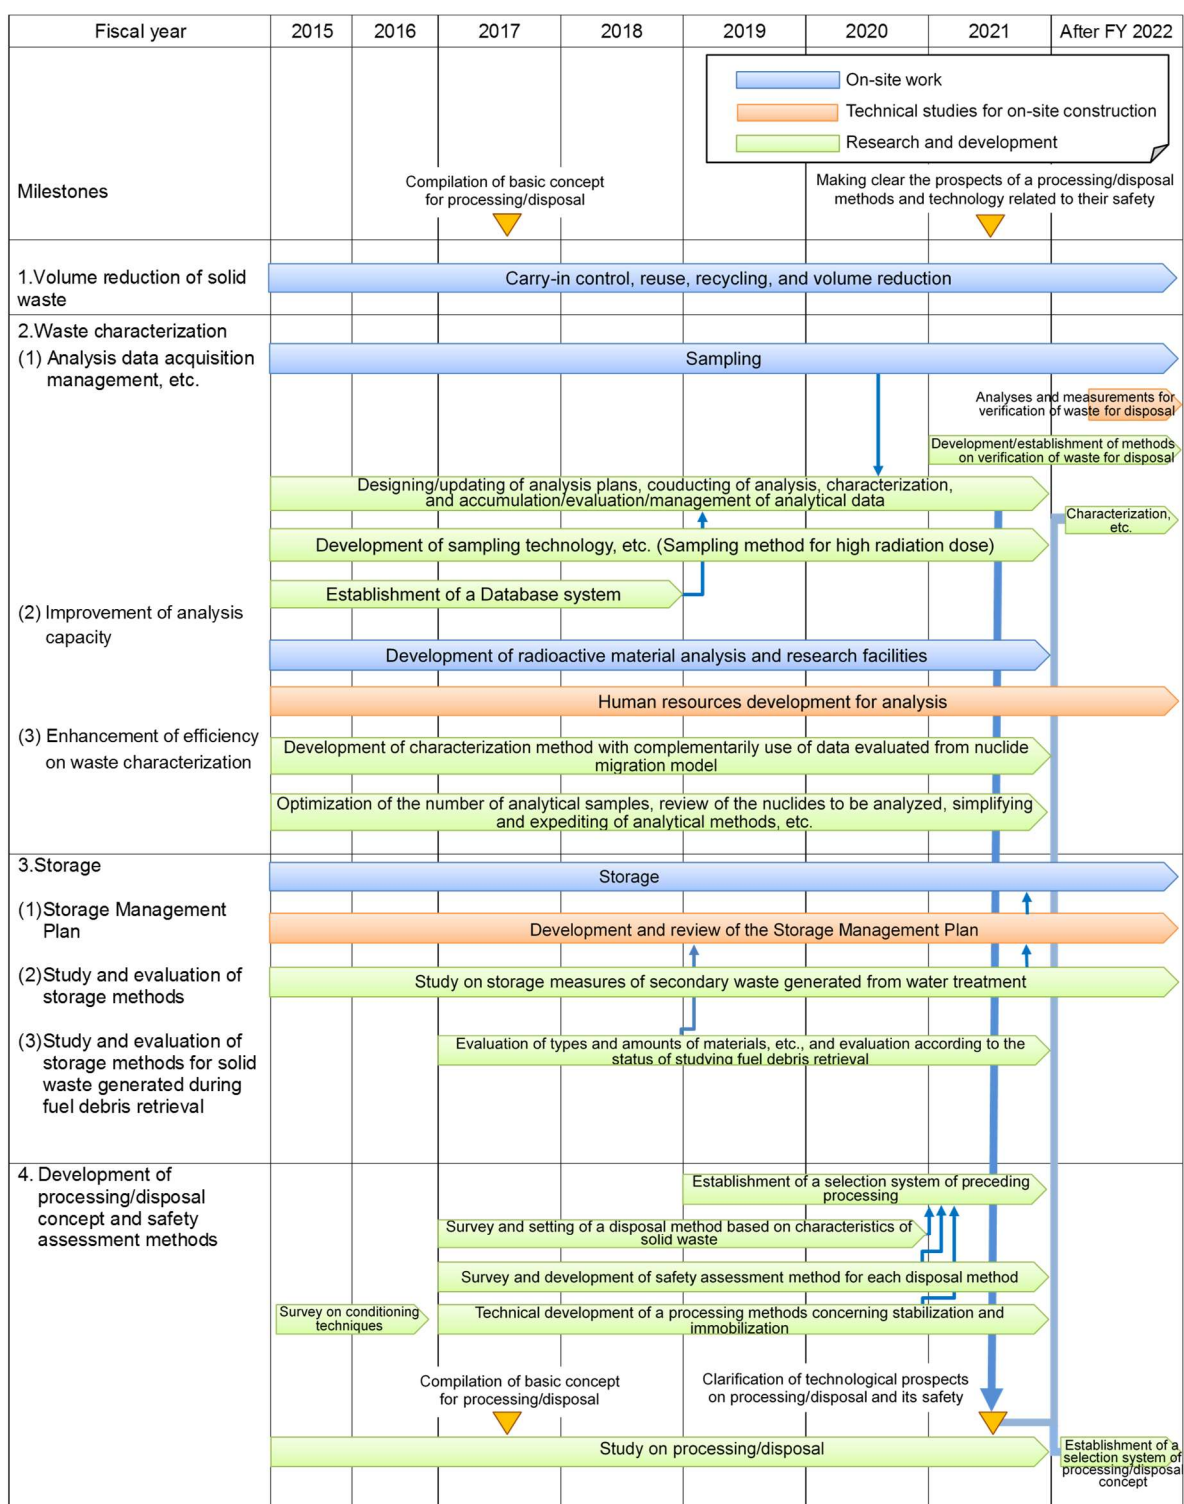 Fiscal year
2015
2016
2017
2018
2019
2020
2021
After FY 2022
On-site work
Technical studies for on-site construction
Research and development
Milestones
Compilation of basic concept
for processing/disposal
Making clear the prospects of a processing/disposal
methods and technology related to their safety
1.Volume reduction of solid
waste
Carry-in control, reuse, recycling, and volume reduction
2.Waste characterization
(1) Analysis data acquisition
management, etc.
Sampling
Analyses and measurements for
verification of waste for disposal
Development/establishment of methods
on verification of waste for disposal
Designing/updating of analysis plans, couducting of analysis, characterization,
and accumulation/evaluation/management of analytical data
Characterization,
etc.
Development of sampling technology, etc. (Sampling method for high radiation dose)
Establishment of a Database system
(2) Improvement of analysis
capacity
Development of radioactive material analysis and research facilities
Human resources development for analysis
(3) Enhancement of efficiency
on waste characterization
Development of characterization method with complementarily use of data evaluated from nuclide
migration model
Optimization of the number of analytical samples, review of the nuclides to be analyzed, simplifying
and expediting of analytical methods, etc.
3.Storage
Storage
(1)Storage Management
Plan
Development and review of the Storage Management Plan
(2)Study and evaluation of
storage methods
Study on storage measures of secondary waste generated from water treatment
(3)Study and evaluation of
storage methods for solid
waste generated during
fuel debris retrieval
Evaluation of types and amounts of materials, etc., and evaluation according to the
status of studying fuel debris retrieval
4. Development of
processing/disposal
concept and safety
assessment methods
Establishment of a selection system of preceding
processing
Survey and setting of a disposal method based on characteristics of
solid waste
Survey and development of safety assessment method for each disposal method
Survey on conditioning
techniques
Technical development of a processing methods concerning stabilization and
immobilization
Compilation of basic concept
for processing/disposal
Clarification of technological prospects
on processing/disposal and its safety
Study on processing/disposal
Establishment of a
selection system of
processing/disposal
concept